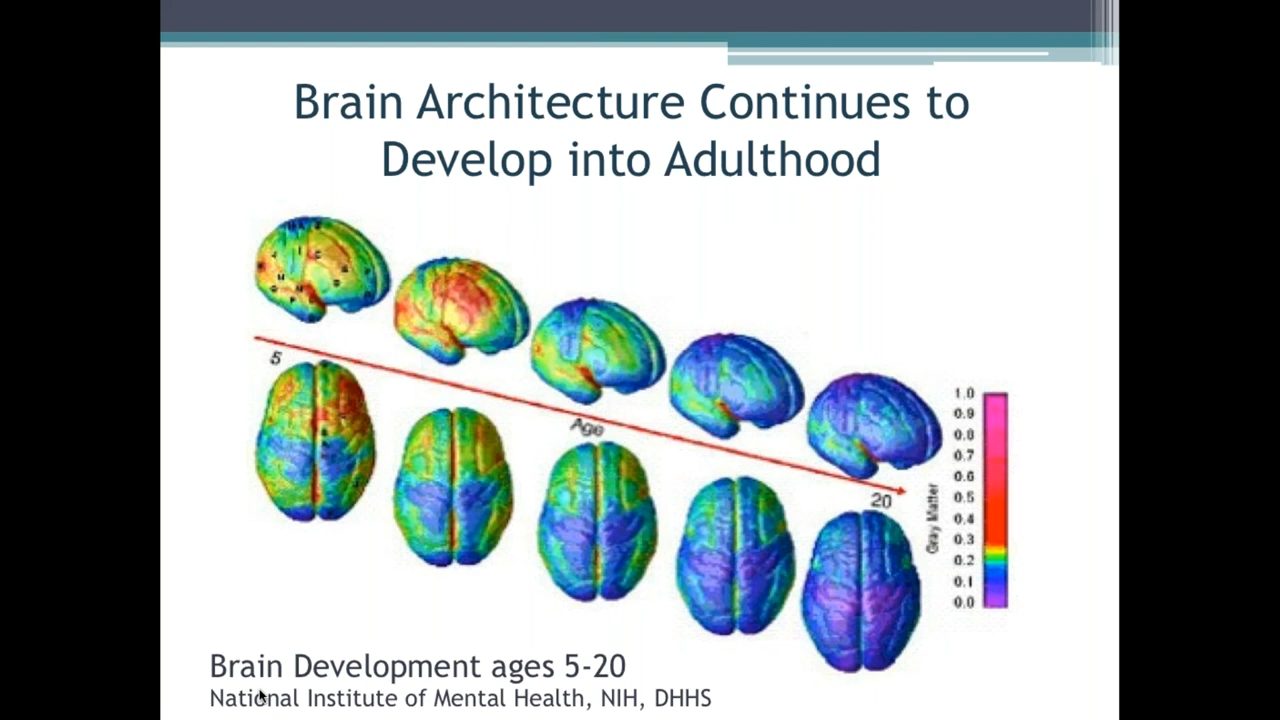 Brain Architecture Continues to
Develop into Adulthood
5
Age
20
Gray Matter
1.0
0.9
0.8
0.7
0.6
0.5
0.4
0.3
0.2
0.1
0.0
Brain Development ages 5-20
National Institute of Mental Health, NIH, DHHS